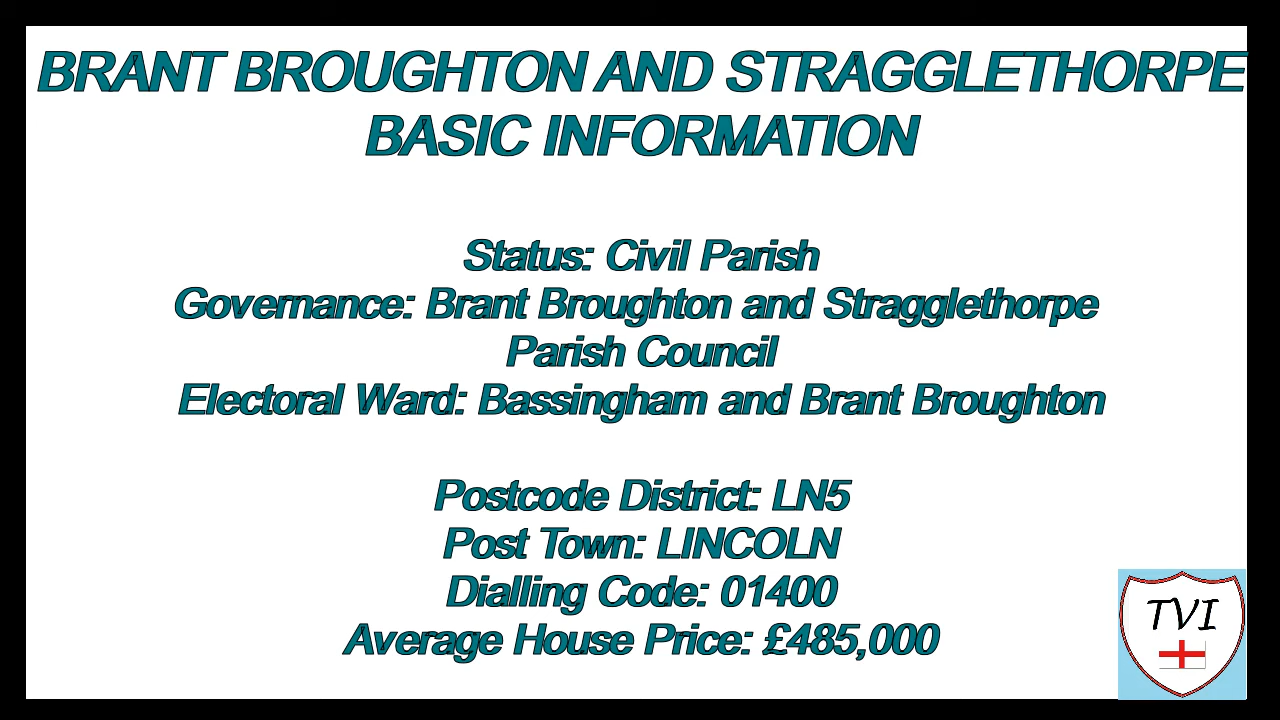 BRANT BROUGHTON AND STRAGGLETHORPE
BASIC INFORMATION
Status: Civil Parish
Governance: Brant Broughton and Stragglethorpe
Parish Council
Electoral Ward: Bassingham and Brant Broughton
Postcode District: LN5
Post Town: LINCOLN
Dialling Code: 01400
Average House Price: £485,000
TVI